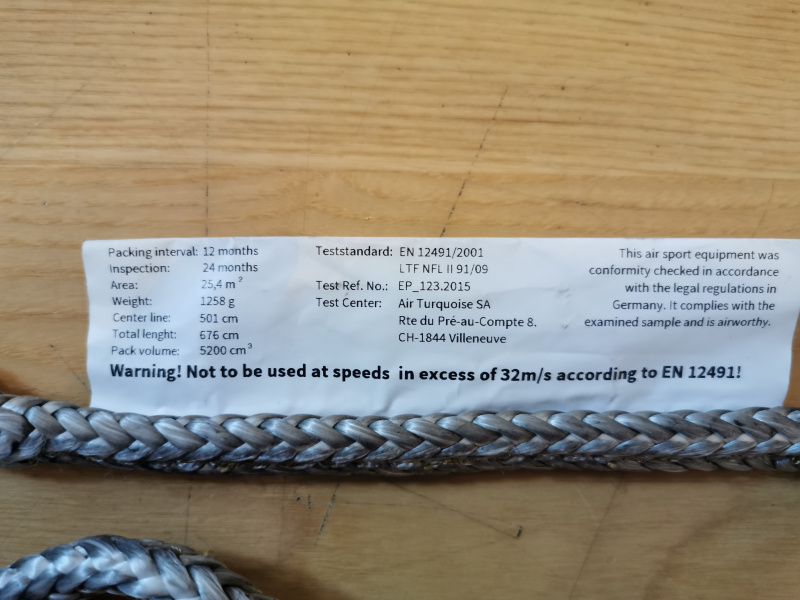 Packing interval: 12 months
Inspection: 24 months
Area: 25,4 m²
Weight: 1258 g
Center line: 501 cm
Total lenght: 676 cm
Pack volume: 5200 cm³
Teststandard: EN 12491/2001
LTF NFL II 91/09
Test Ref. No.: EP_123.2015
Test Center: Air Turquoise SA
Rte du Pré-au-Compte 8.
CH-1844 Villeneuve
This air sport equipment was
conformity checked in accordance
with the legal regulations in
Germany. It complies with the
examined sample and is airworthy.
Warning! Not to be used at speeds in excess of 32m/s according to EN 12491!